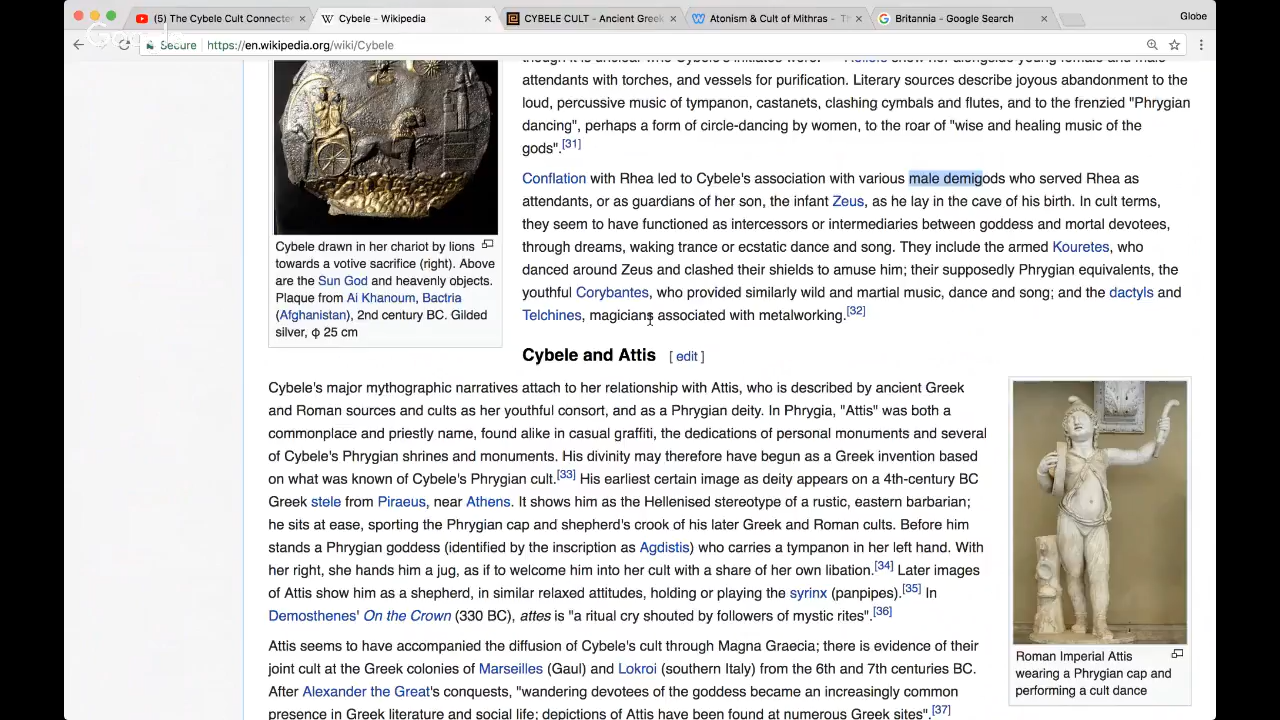 (5) The Cybele Cult Connecte
Cybele - Wikipedia
CYBELE CULT - Ancient Greek
Atonism & Cult of Mithras - Th
Britannia - Google Search
Globe
Secure
https://en.wikipedia.org/wiki/Cybele
attendants with torches, and vessels for purification. Literary sources describe joyous abandonment to the
loud, percussive music of tympanon, castanets, clashing cymbals and flutes, and to the frenzied "Phrygian
dancing", perhaps a form of circle-dancing by women, to the roar of "wise and healing music of the
gods".[31]
Conflation with Rhea led to Cybele's association with various male demigods who served Rhea as
attendants, or as guardians of her son, the infant Zeus, as he lay in the cave of his birth. In cult terms,
they seem to have functioned as intercessors or intermediaries between goddess and mortal devotees,
through dreams, waking trance or ecstatic dance and song. They include the armed Kouretes, who
danced around Zeus and clashed their shields to amuse him; their supposedly Phrygian equivalents, the
youthful Corybantes, who provided similarly wild and martial music, dance and song; and the dactyls and
Telchines, magicians associated with metalworking.[32]
Cybele drawn in her chariot by lions
towards a votive sacrifice (right). Above
are the Sun God and heavenly objects.
Plaque from Ai Khanoum, Bactria
(Afghanistan), 2nd century BC. Gilded
silver, φ 25 cm
Cybele and Attis [ edit ]
Cybele's major mythographic narratives attach to her relationship with Attis, who is described by ancient Greek
and Roman sources and cults as her youthful consort, and as a Phrygian deity. In Phrygia, "Attis" was both a
commonplace and priestly name, found alike in casual graffiti, the dedications of personal monuments and several
of Cybele's Phrygian shrines and monuments. His divinity may therefore have begun as a Greek invention based
on what was known of Cybele's Phrygian cult.[33] His earliest certain image as deity appears on a 4th-century BC
Greek stele from Piraeus, near Athens. It shows him as the Hellenised stereotype of a rustic, eastern barbarian;
he sits at ease, sporting the Phrygian cap and shepherd's crook of his later Greek and Roman cults. Before him
stands a Phrygian goddess (identified by the inscription as Agdistis) who carries a tympanon in her left hand. With
her right, she hands him a jug, as if to welcome him into her cult with a share of her own libation.[34] Later images
of Attis show him as a shepherd, in similar relaxed attitudes, holding or playing the syrinx (panpipes).[35] In
Demosthenes' On the Crown (330 BC), attes is "a ritual cry shouted by followers of mystic rites".[36]
Attis seems to have accompanied the diffusion of Cybele's cult through Magna Graecia; there is evidence of their
joint cult at the Greek colonies of Marseilles (Gaul) and Lokroi (southern Italy) from the 6th and 7th centuries BC.
After Alexander the Great's conquests, "wandering devotees of the goddess became an increasingly common
presence in Greek literature and social life; depictions of Attis have been found at numerous Greek sites".[37]
Roman Imperial Attis
wearing a Phrygian cap and
performing a cult dance